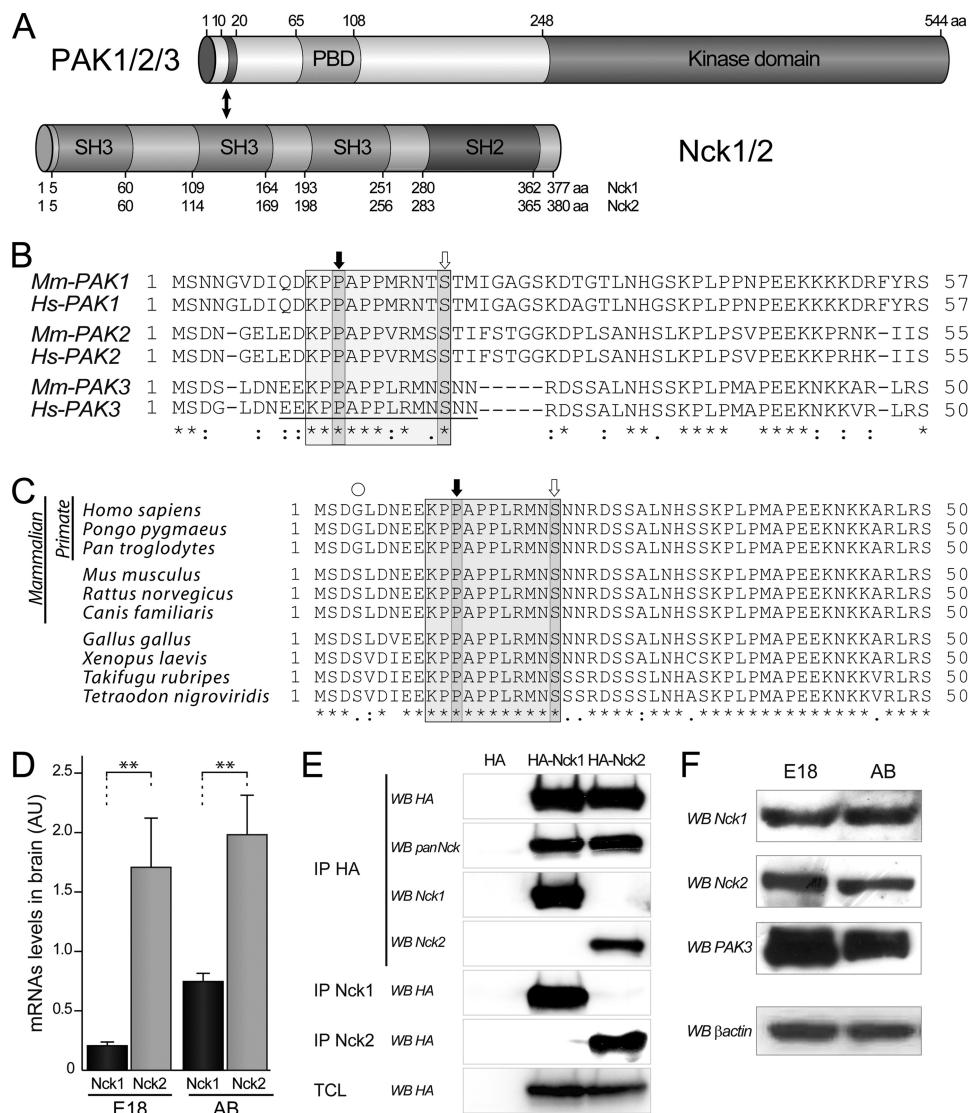 A
1 10 20 65 108 248 544 aa
PAK1/2/3
PBD
Kinase domain
SH3 SH3 SH3 SH2
Nck1/2
1 5 60 109 164 193 251 280 362 377 aa Nck1
1 5 60 114 169 198 256 283 365 380 aa Nck2
B
Mm-PAK1 1 MSNNGVDIQDKPPAPPMRNTSTMIGAGSKDTGTLNHGSKPLPPNPEEKKKKDRFYRS 57
Hs-PAK1 1 MSNNGLDIQDKPPAPPMRNTSTMIGAGSKDAGTLNHGSKPLPPNPEEKKKKDRFYRS 57
Mm-PAK2 1 MSDN-GELEDKPPAPPVRMSSTIFSTGGKDPLSANHSLKPLPSVPEEKKPRNK-IIS 55
Hs-PAK2 1 MSDN-GELEDKPPAPPVRMSSTIFSTGGKDPLSANHSLKPLPSVPEEKKPRHK-IIS 55
Mm-PAK3 1 MSDS-LDNEEKPPAPPLRMNSNN------RDSSALNHSSKPLPMAPEEKNKKAR-LRS 50
Hs-PAK3 1 MSDG-LDNEEKPPAPPLRMNSNN------RDSSALNHSSKPLPMAPEEKNKKVR-LRS 50
**: :: ****** * .* :* **:. **** **** : : *
C
Mammalian
Primate
Homo sapiens 1 MSDGLDNEEKPPAPPLRMNSNNRDSSALNHSSKPLPMAPEEKNKKARLRS 50
Pongo pygmaeus 1 MSDGLDNEEKPPAPPLRMNSNNRDSSALNHSSKPLPMAPEEKNKKARLRS 50
Pan troglodytes 1 MSDGLDNEEKPPAPPLRMNSNNRDSSALNHSSKPLPMAPEEKNKKARLRS 50
Mus musculus 1 MSDSLDNEEKPPAPPLRMNSNNRDSSALNHSSKPLPMAPEEKNKKARLRS 50
Rattus norvegicus 1 MSDSLDNEEKPPAPPLRMNSNNRDSSALNHSSKPLPMAPEEKNKKARLRS 50
Canis familiaris 1 MSDSLDNEEKPPAPPLRMNSNNRDSSALNHSSKPLPMAPEEKNKKARLRS 50
Gallus gallus 1 MSDSLDVEEKPPAPPLRMNSNNRDSSALNHSSKPLPMAPEEKNKKARLRS 50
Xenopus laevis 1 MSDSVDIEEKPPAPPLRMNSNNRDSSALNHCSKPLPMAPEEKNKKARLRS 50
Takifugu rubripes 1 MSDSVDIEEKPPAPPLRMNSSSRDSSALNHASKPLPMAPEEKNKKVRLRS 50
Tetraodon nigroviridis 1 MSDSVDIEEKPPAPPLRMNSSSRDSSALNHASKPLPMAPEEKNKKVRLRS 50
***.:* *************..********:**************.****
D
mRNAs levels in brain (AU)
2.5
2.0
1.5
1.0
0.5
0
** **
Nck1 Nck2 Nck1 Nck2
E18 AB
E
HA HA-Nck1 HA-Nck2
IP HA
WB HA
WB panNck
WB Nck1
WB Nck2
IP Nck1 WB HA
IP Nck2 WB HA
TCL WB HA
F
E18 AB
WB Nck1
WB Nck2
WB PAK3
WB βactin